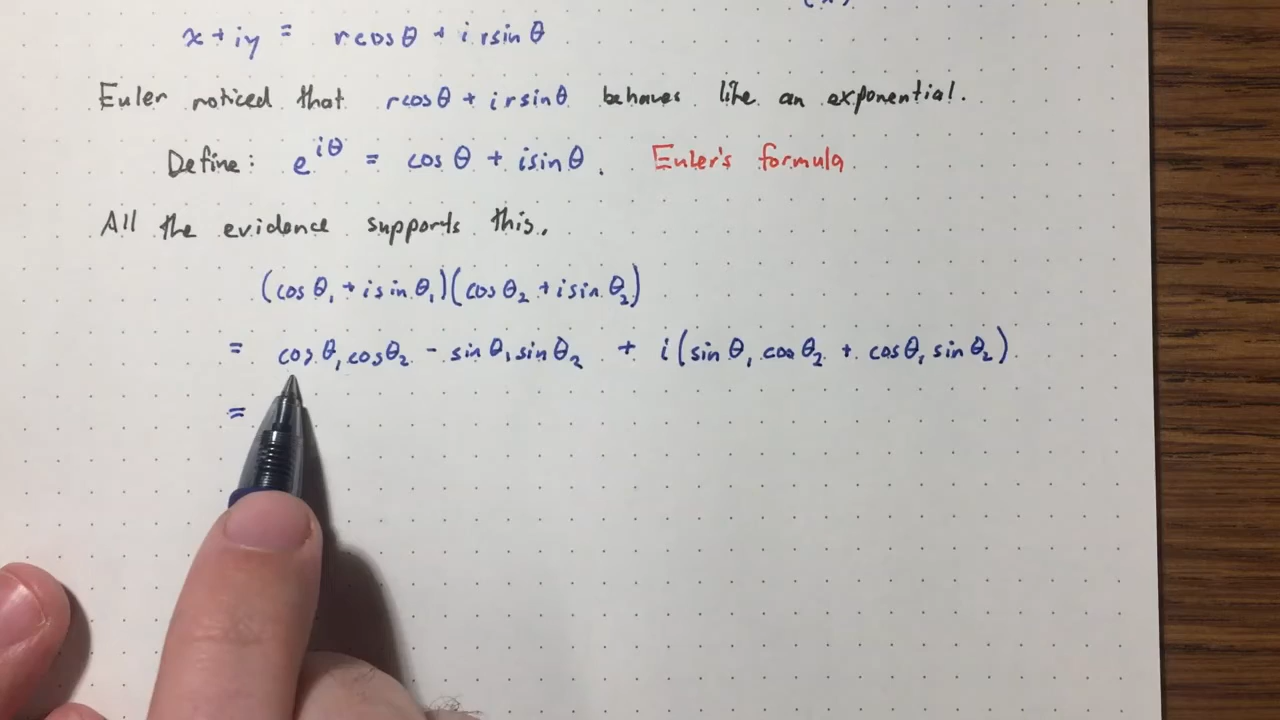 x + iy = r cos θ + i r sin θ
Euler noticed that r cos θ + i r sin θ behaves like an exponential.
Define: e^{iθ} = cos θ + i sin θ. Euler's formula
All the evidence supports this.
(cos θ₁ + i sin θ₁)(cos θ₂ + i sin θ₂)
= cos θ₁ cos θ₂ - sin θ₁ sin θ₂ + i(sin θ₁ cos θ₂ + cos θ₁ sin θ₂)
=